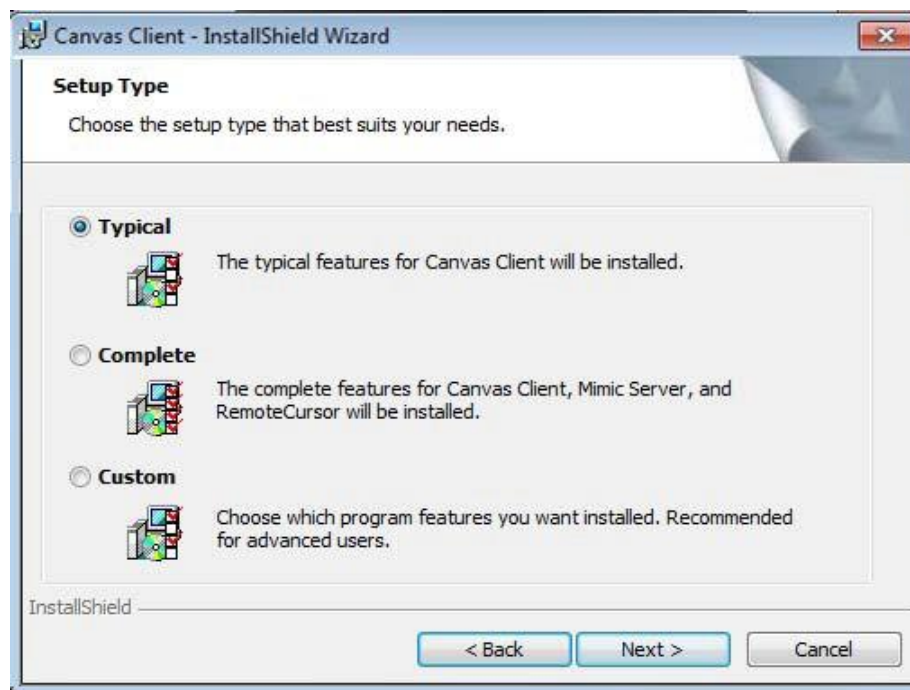 Canvas Client - InstallShield Wizard
Setup Type
Choose the setup type that best suits your needs.
Typical
The typical features for Canvas Client will be installed.
Complete
The complete features for Canvas Client, Mimic Server, and
RemoteCursor will be installed.
Custom
Choose which program features you want installed. Recommended
for advanced users.
InstallShield
< Back
Next >
Cancel